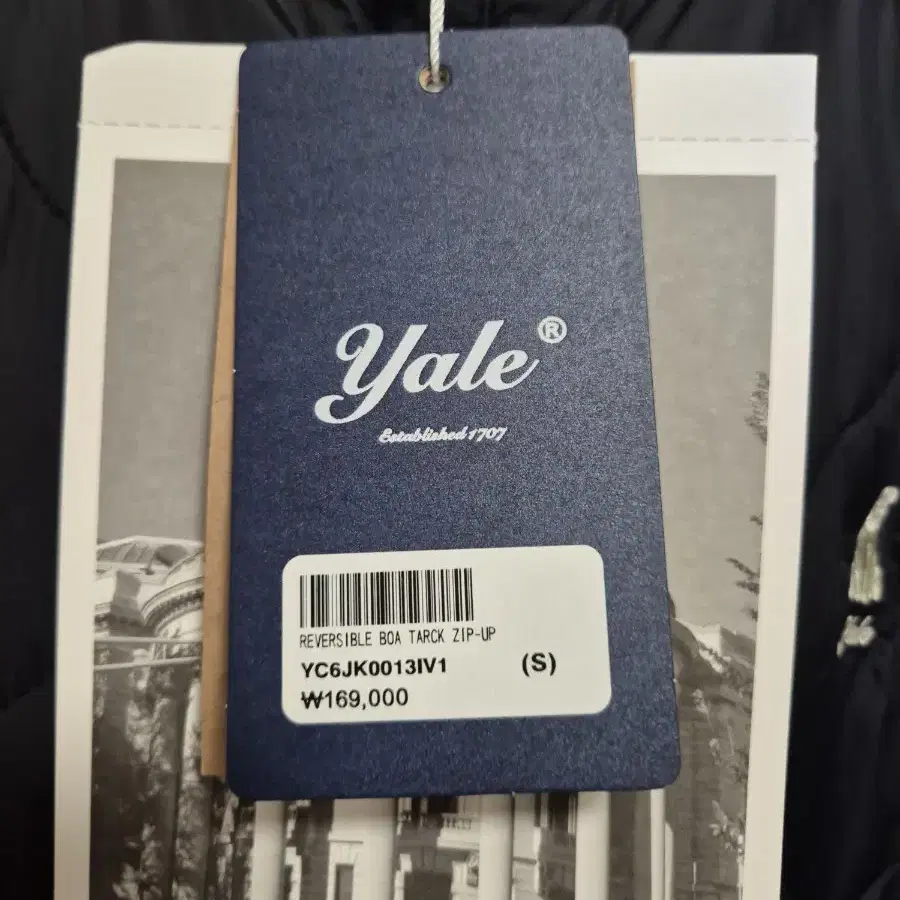 Yale®
Established 1707
REVERSIBLE BOA TARCK ZIP-UP
YC6JK0013IV1 (S)
₩169,000